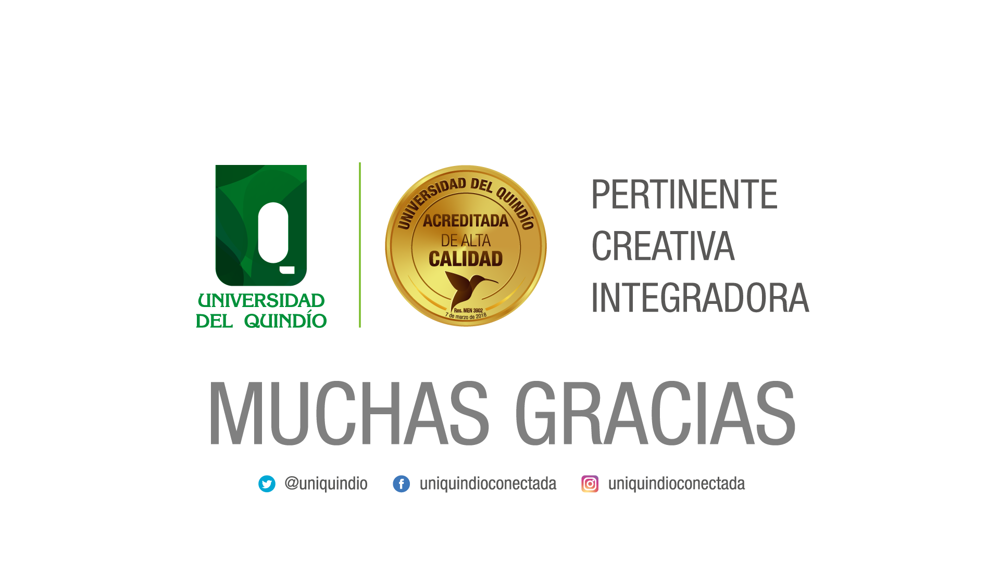 UNIVERSIDAD
DEL QUINDÍO
UNIVERSIDAD DEL QUINDÍO
ACREDITADA
DE ALTA
CALIDAD
Res. MEN 3902
7 de marzo de 2018
PERTINENTE
CREATIVA
INTEGRADORA
MUCHAS GRACIAS
@uniquindio uniquindioconectada uniquindioconectada